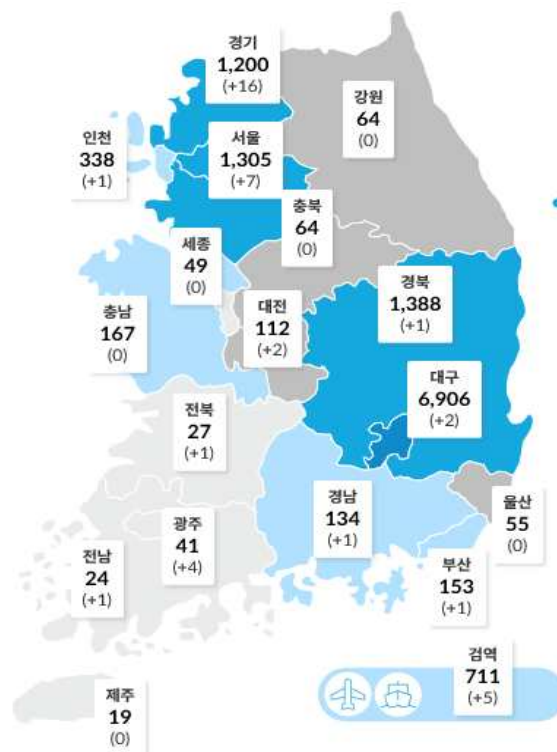 경기
1,200
(+16)
강원
64
(0)
인천
338
(+1)
서울
1,305
(+7)
충북
64
(0)
세종
49
(0)
경북
1,388
(+1)
대전
112
(+2)
충남
167
(0)
대구
6,906
(+2)
전북
27
(+1)
경남
134
(+1)
울산
55
(0)
광주
41
(+4)
전남
24
(+1)
부산
153
(+1)
검역
711
(+5)
제주
19
(0)